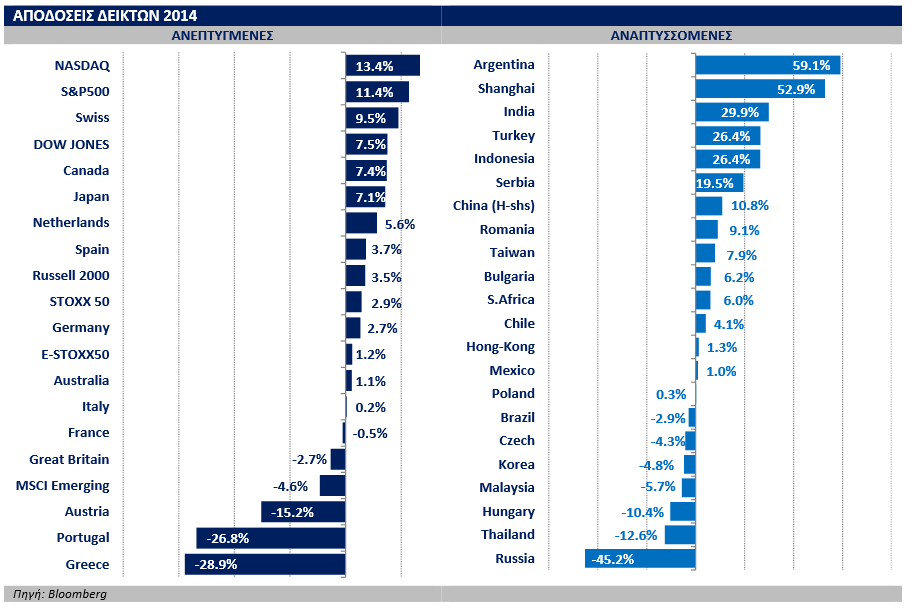 ΑΠΟΔΟΣΕΙΣ ΔΕΙΚΤΩΝ 2014
ΑΝΕΠΤΥΓΜΕΝΕΣ
NASDAQ 13.4%
S&P500 11.4%
Swiss 9.5%
DOW JONES 7.5%
Canada 7.4%
Japan 7.1%
Netherlands 5.6%
Spain 3.7%
Russell 2000 3.5%
STOXX 50 2.9%
Germany 2.7%
E-STOXX50 1.2%
Australia 1.1%
Italy 0.2%
France -0.5%
Great Britain -2.7%
MSCI Emerging -4.6%
Austria -15.2%
Portugal -26.8%
Greece -28.9%
ΑΝΑΠΤΥΣΣΟΜΕΝΕΣ
Argentina 59.1%
Shanghai 52.9%
India 29.9%
Turkey 26.4%
Indonesia 26.4%
Serbia 19.5%
China (H-shs) 10.8%
Romania 9.1%
Taiwan 7.9%
Bulgaria 6.2%
S.Africa 6.0%
Chile 4.1%
Hong-Kong 1.3%
Mexico 1.0%
Poland 0.3%
Brazil -2.9%
Czech -4.3%
Korea -4.8%
Malaysia -5.7%
Hungary -10.4%
Thailand -12.6%
Russia -45.2%
Πηγή: Bloomberg